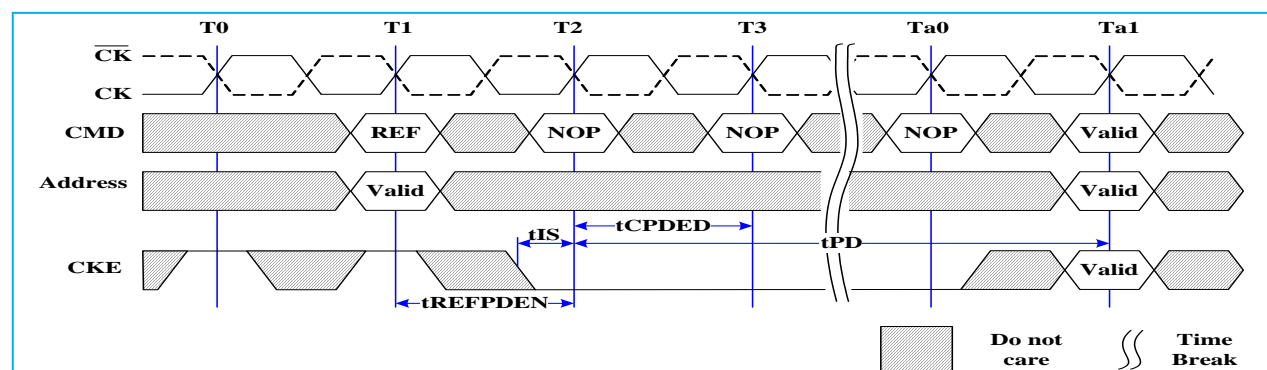 T0 T1 T2 T3 Ta0 Ta1
CK
CK
CMD REF NOP NOP NOP Valid
Address Valid Valid
tIS tCPDED tPD
CKE Valid
tREFPDEN
Do not care
Time Break